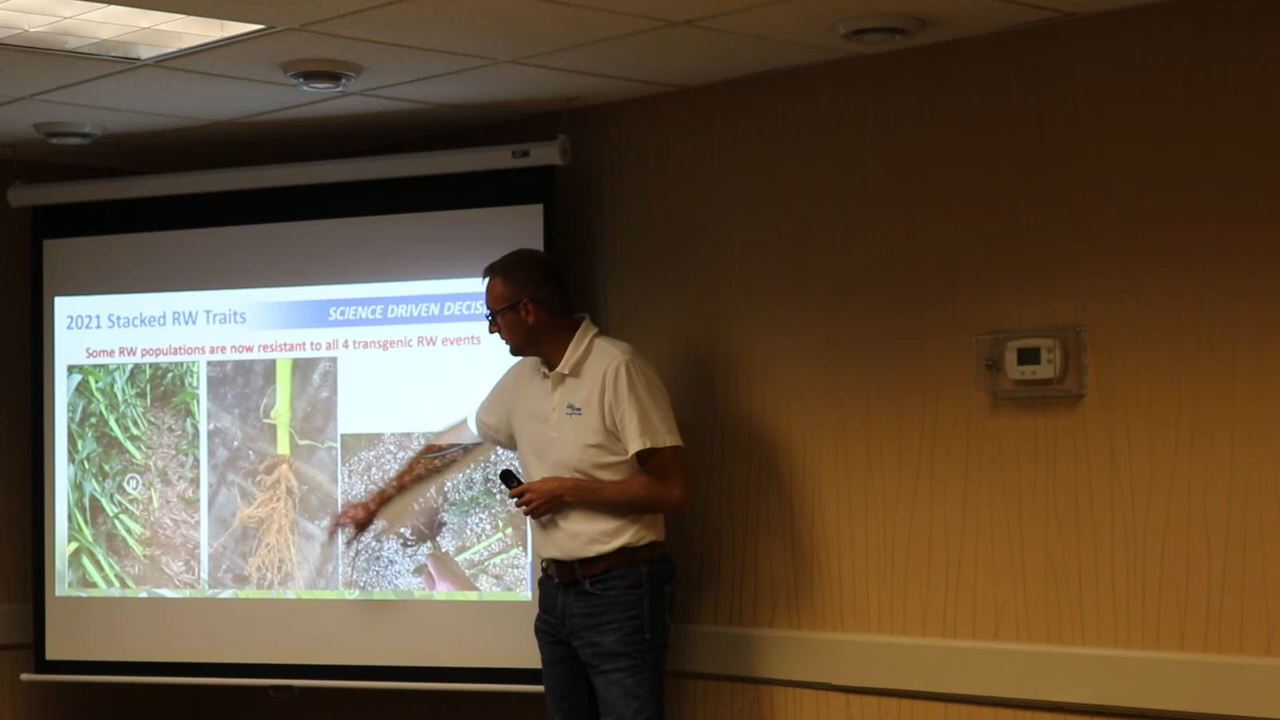 2021 Stacked RW Traits
SCIENCE DRIVEN DECIS
Some RW populations are now resistant to all 4 transgenic RW events